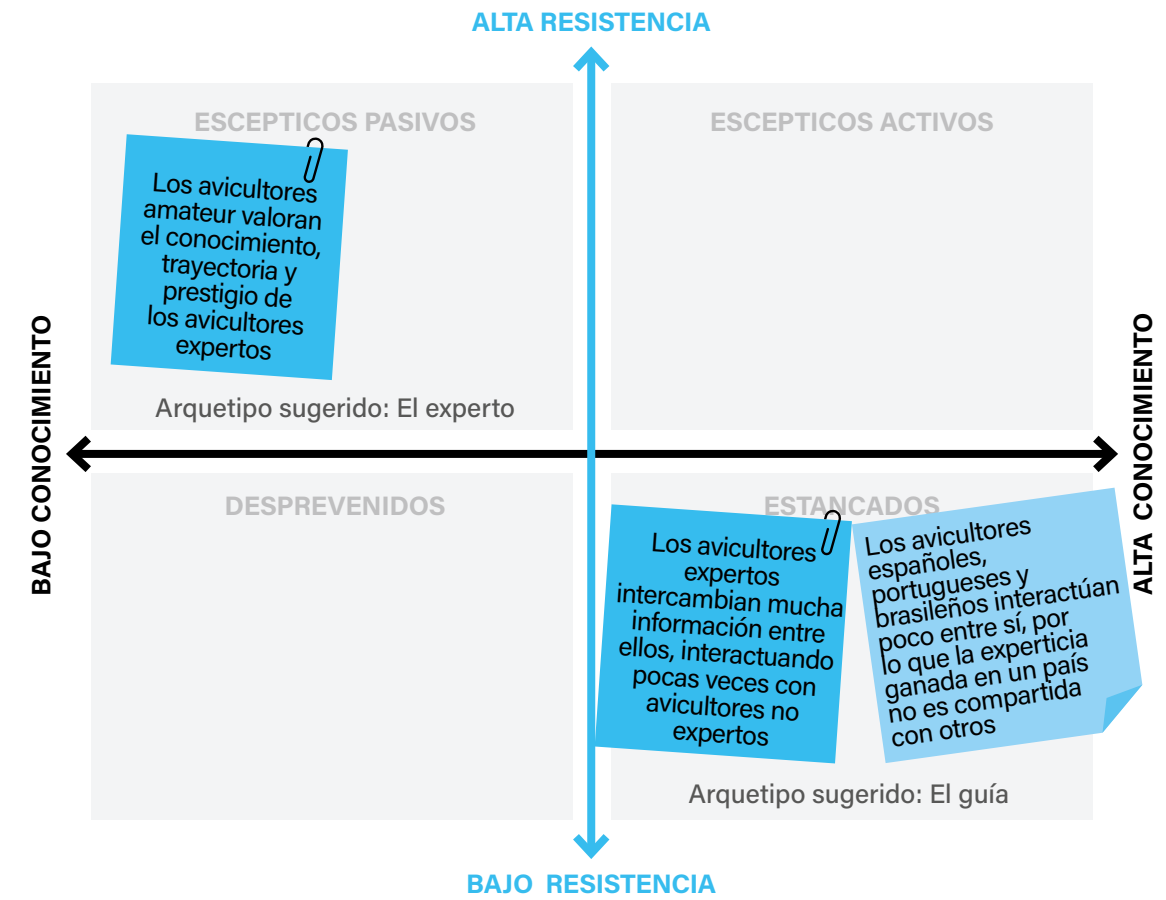 ALTA RESISTENCIA
ESCEPTICOS PASIVOS
ESCEPTICOS ACTIVOS
Los avicultores
amateur valoran
el conocimiento,
trayectoria y
prestigio de
los avicultores
expertos
Arquetipo sugerido: El experto
BAJO CONOCIMIENTO
ALTA CONOCIMIENTO
DESPREVENIDOS
ESTANCADOS
Los avicultores
expertos
intercambian mucha
información entre
ellos, interactuando
pocas veces con
avicultores no
expertos
Los avicultores
españoles,
portugueses y
brasileños interactúan
poco entre sí, por
lo que la experticia
ganada en un país
no es compartida
con otros
Arquetipo sugerido: El guía
BAJO RESISTENCIA